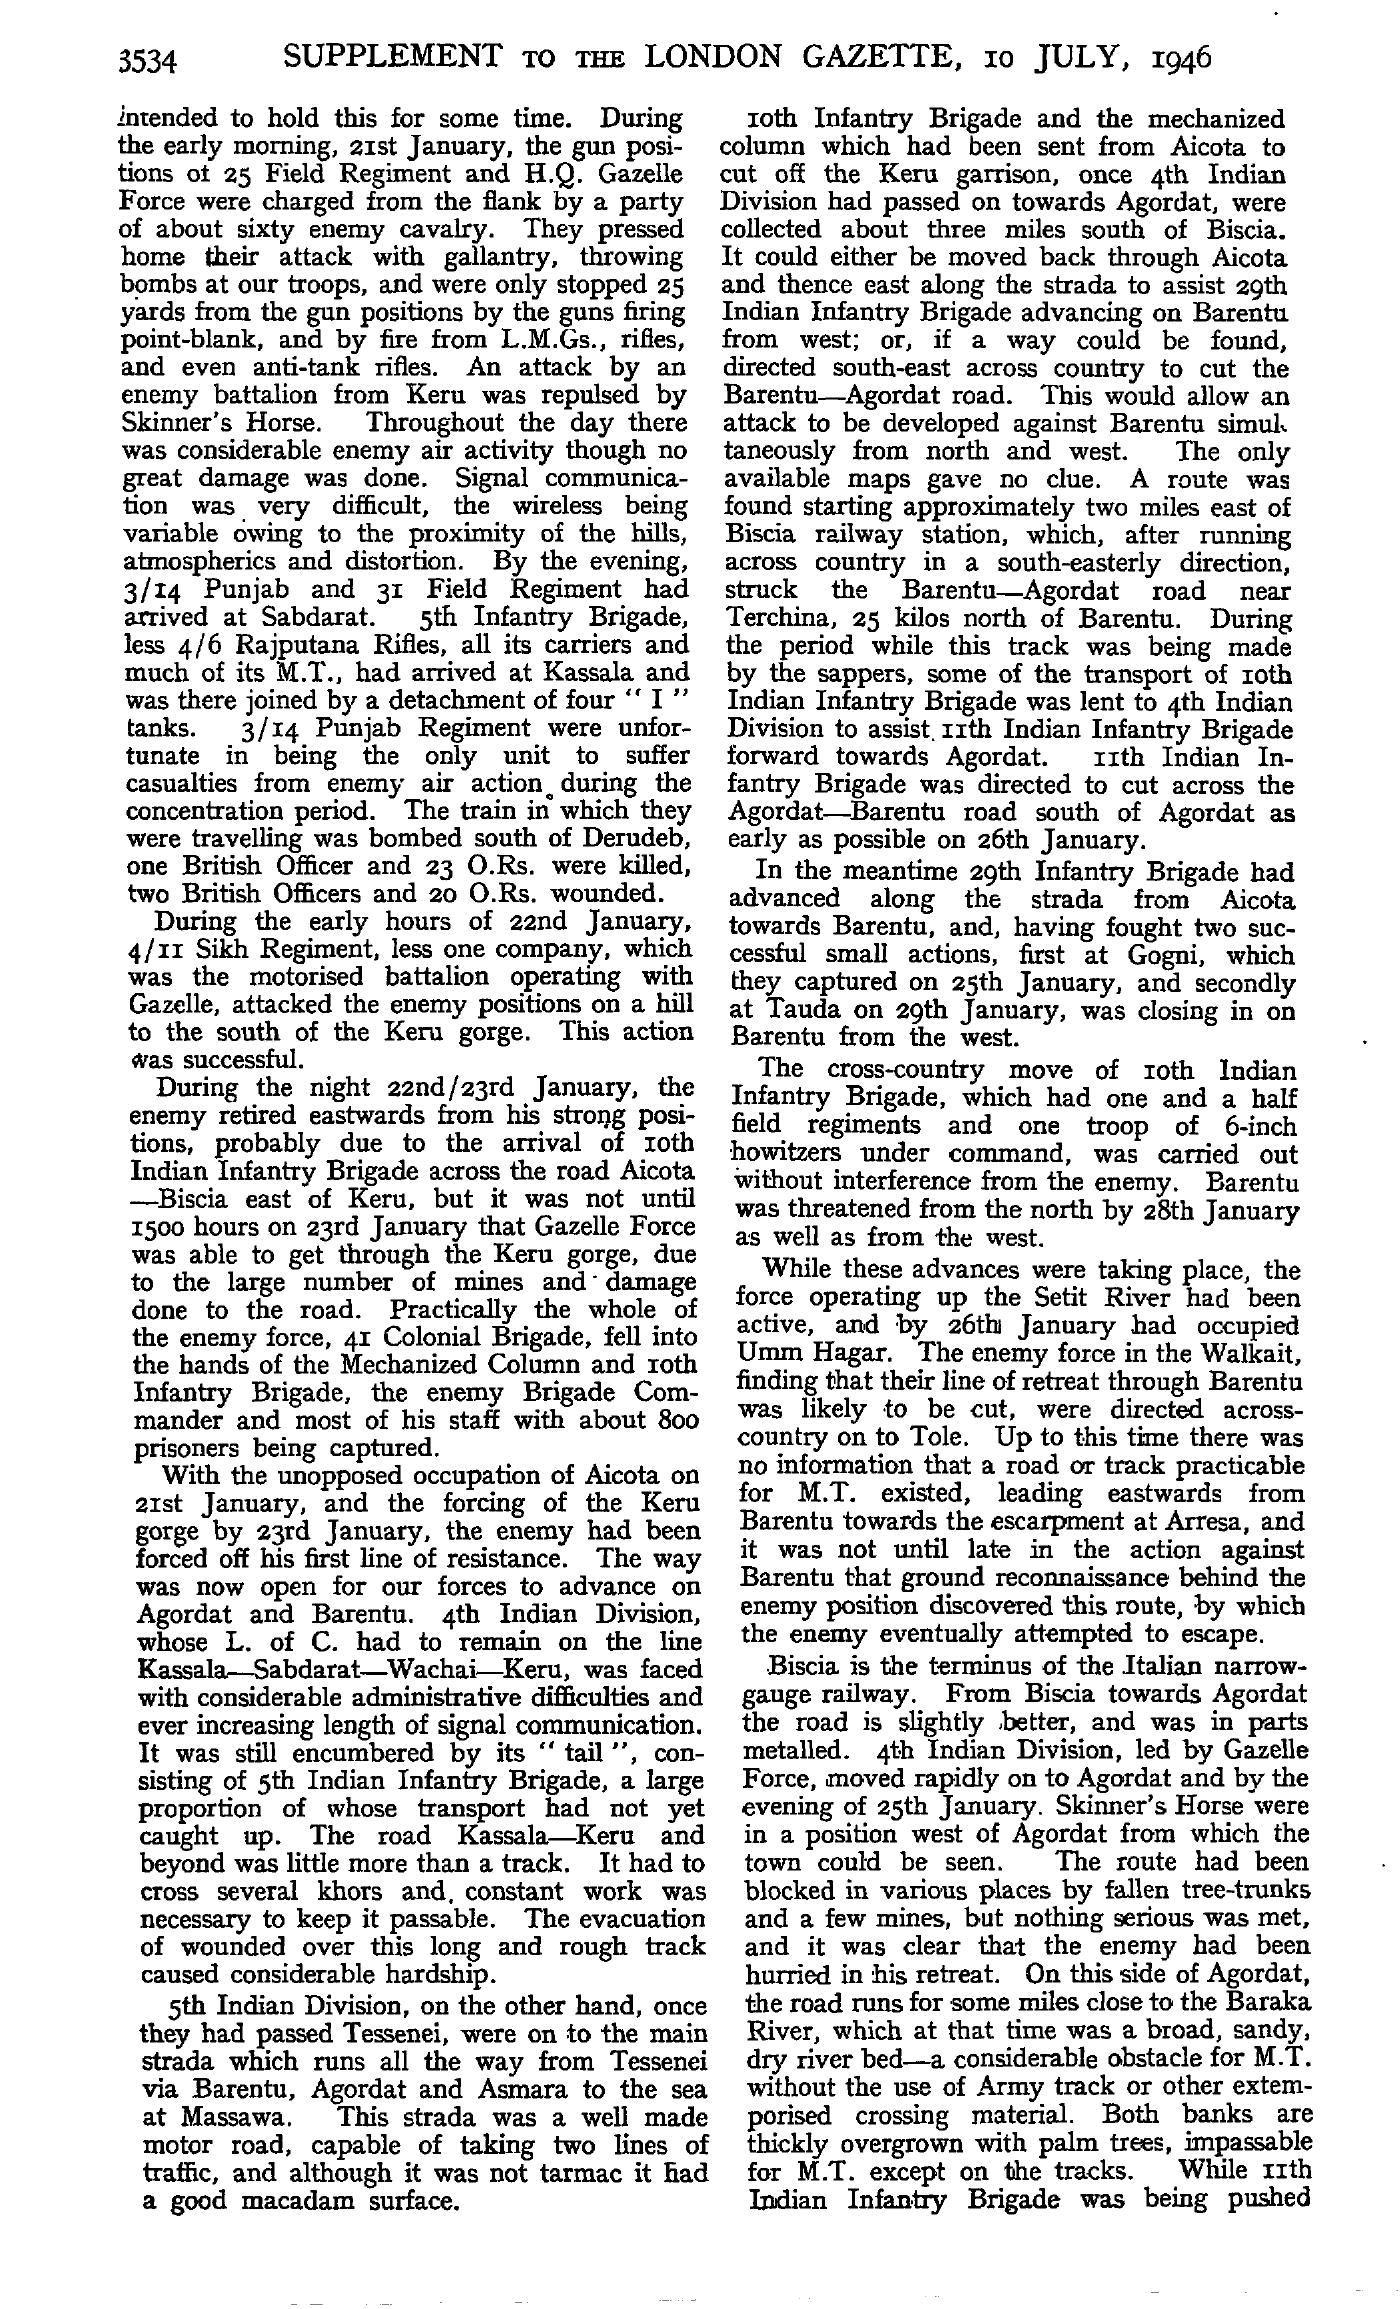 3534 SUPPLEMENT TO THE LONDON GAZETTE, 10 JULY, 1946
intended to hold this for some time. During
the early morning, 21st January, the gun posi-
tions of 25 Field Regiment and H.Q. Gazelle
Force were charged from the flank by a party
of about sixty enemy cavalry. They pressed
home their attack with gallantry, throwing
bombs at our troops, and were only stopped 25
yards from the gun positions by the guns firing
point-blank, and by fire from L.M.Gs., rifles,
and even anti-tank rifles. An attack by an
enemy battalion from Keru was repulsed by
Skinner's Horse. Throughout the day there
was considerable enemy air activity though no
great damage was done. Signal communica-
tion was very difficult, the wireless being
variable owing to the proximity of the hills,
atmospherics and distortion. By the evening,
3/14 Punjab and 31 Field Regiment had
arrived at Sabdarat. 5th Infantry Brigade,
less 4/6 Rajputana Rifles, all its carriers and
much of its M.T., had arrived at Kassala and
was there joined by a detachment of four " I "
tanks. 3/14 Punjab Regiment were unfor-
tunate in being the only unit to suffer
casualties from enemy air action during the
concentration period. The train in which they
were travelling was bombed south of Derudeb,
one British Officer and 23 O.Rs. were killed,
two British Officers and 20 O.Rs. wounded.
During the early hours of 22nd January,
4/11 Sikh Regiment, less one company, which
was the motorised battalion operating with
Gazelle, attacked the enemy positions on a hill
to the south of the Keru gorge. This action
was successful.
During the night 22nd/23rd January, the
enemy retired eastwards from his strong posi-
tions, probably due to the arrival of 10th
Indian Infantry Brigade across the road Aicota
—Biscia east of Keru, but it was not until
1500 hours on 23rd January that Gazelle Force
was able to get through the Keru gorge, due
to the large number of mines and damage
done to the road. Practically the whole of
the enemy force, 41 Colonial Brigade, fell into
the hands of the Mechanized Column and 10th
Infantry Brigade, the enemy Brigade Com-
mander and most of his staff with about 800
prisoners being captured.
With the unopposed occupation of Aicota on
21st January, and the forcing of the Keru
gorge by 23rd January, the enemy had been
forced off his first line of resistance. The way
was now open for our forces to advance on
Agordat and Barentu. 4th Indian Division,
whose L. of C. had to remain on the line
Kassala—Sabdarat—Wachai—Keru, was faced
with considerable administrative difficulties and
ever increasing length of signal communication.
It was still encumbered by its " tail ", con-
sisting of 5th Indian Infantry Brigade, a large
proportion of whose transport had not yet
caught up. The road Kassala—Keru and
beyond was little more than a track. It had to
cross several khors and, constant work was
necessary to keep it passable. The evacuation
of wounded over this long and rough track
caused considerable hardship.
5th Indian Division, on the other hand, once
they had passed Tessenei, were on to the main
strada which runs all the way from Tessenei
via Barentu, Agordat and Asmara to the sea
at Massawa. This strada was a well made
motor road, capable of taking two lines of
traffic, and although it was not tarmac it had
a good macadam surface.
10th Infantry Brigade and the mechanized
column which had been sent from Aicota to
cut off the Keru garrison, once 4th Indian
Division had passed on towards Agordat, were
collected about three miles south of Biscia.
It could either be moved back through Aicota
and thence east along the strada to assist 29th
Indian Infantry Brigade advancing on Barentu
from west; or, if a way could be found,
directed south-east across country to cut the
Barentu—Agordat road. This would allow an
attack to be developed against Barentu simul-
taneously from north and west. The only
available maps gave no clue. A route was
found starting approximately two miles east of
Biscia railway station, which, after running
across country in a south-easterly direction,
struck the Barentu—Agordat road near
Terchina, 25 kilos north of Barentu. During
the period while this track was being made
by the sappers, some of the transport of 10th
Indian Infantry Brigade was lent to 4th Indian
Division to assist 11th Indian Infantry Brigade
forward towards Agordat. 11th Indian In-
fantry Brigade was directed to cut across the
Agordat—Barentu road south of Agordat as
early as possible on 26th January.
In the meantime 29th Infantry Brigade had
advanced along the strada from Aicota
towards Barentu, and, having fought two suc-
cessful small actions, first at Gogni, which
they captured on 25th January, and secondly
at Tauda on 29th January, was closing in on
Barentu from the west.
The cross-country move of 10th Indian
Infantry Brigade, which had one and a half
field regiments and one troop of 6-inch
howitzers under command, was carried out
without interference from the enemy. Barentu
was threatened from the north by 28th January
as well as from the west.
While these advances were taking place, the
force operating up the Setit River had been
active, and by 26th January had occupied
Umm Hagar. The enemy force in the Walkait,
finding that their line of retreat through Barentu
was likely to be cut, were directed across-
country on to Tole. Up to this time there was
no information that a road or track practicable
for M.T. existed, leading eastwards from
Barentu towards the escarpment at Arresa, and
it was not until late in the action against
Barentu that ground reconnaissance behind the
enemy position discovered this route, by which
the enemy eventually attempted to escape.
Biscia is the terminus of the Italian narrow-
gauge railway. From Biscia towards Agordat
the road is slightly better, and was in parts
metalled. 4th Indian Division, led by Gazelle
Force, moved rapidly on to Agordat and by the
evening of 25th January. Skinner's Horse were
in a position west of Agordat from which the
town could be seen. The route had been
blocked in various places by fallen tree-trunks
and a few mines, but nothing serious was met,
and it was clear that the enemy had been
hurried in his retreat. On this side of Agordat,
the road runs for some miles close to the Baraka
River, which at that time was a broad, sandy,
dry river bed—a considerable obstacle for M.T.
without the use of Army track or other extem-
porised crossing material. Both banks are
thickly overgrown with palm trees, impassable
for M.T. except on the tracks. While 11th
Indian Infantry Brigade was being pushed